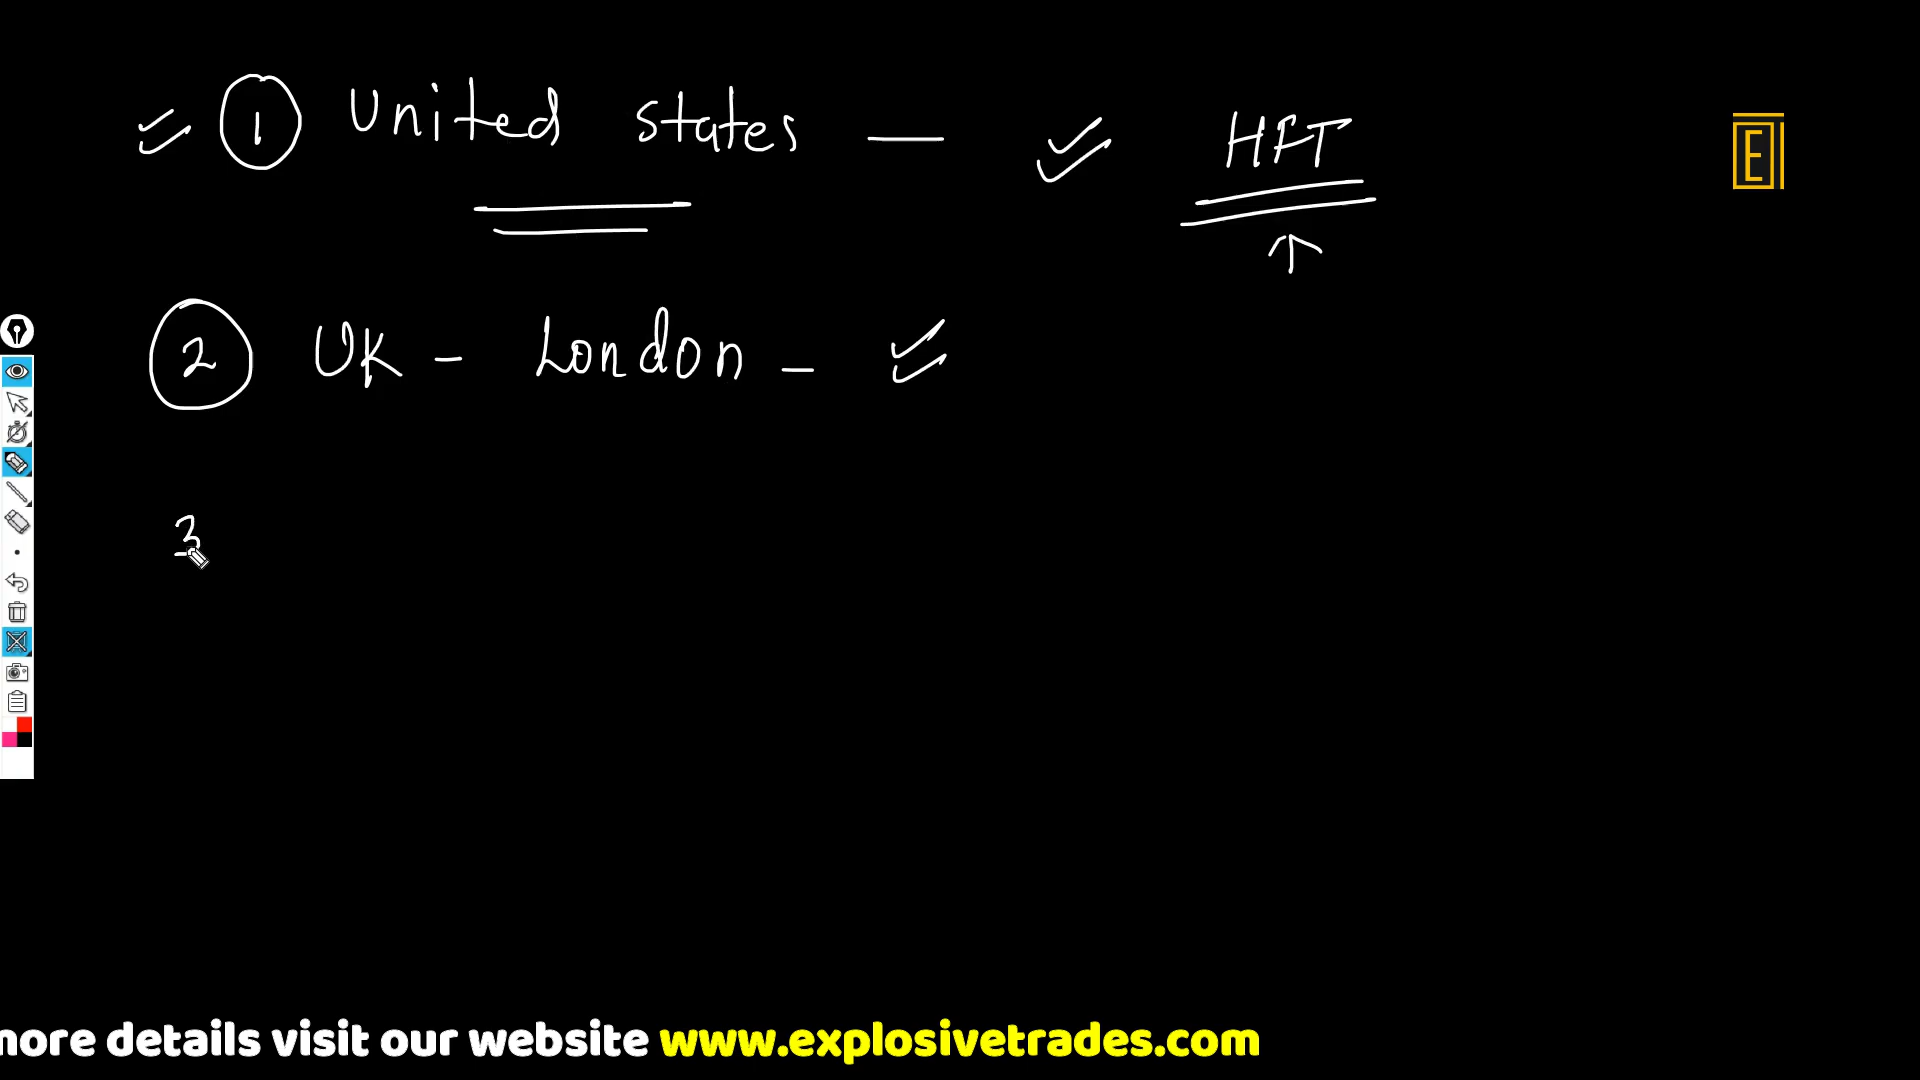 1 United States — HFT
2 UK - London -
3
more details visit our website www.explosivetrades.com
E